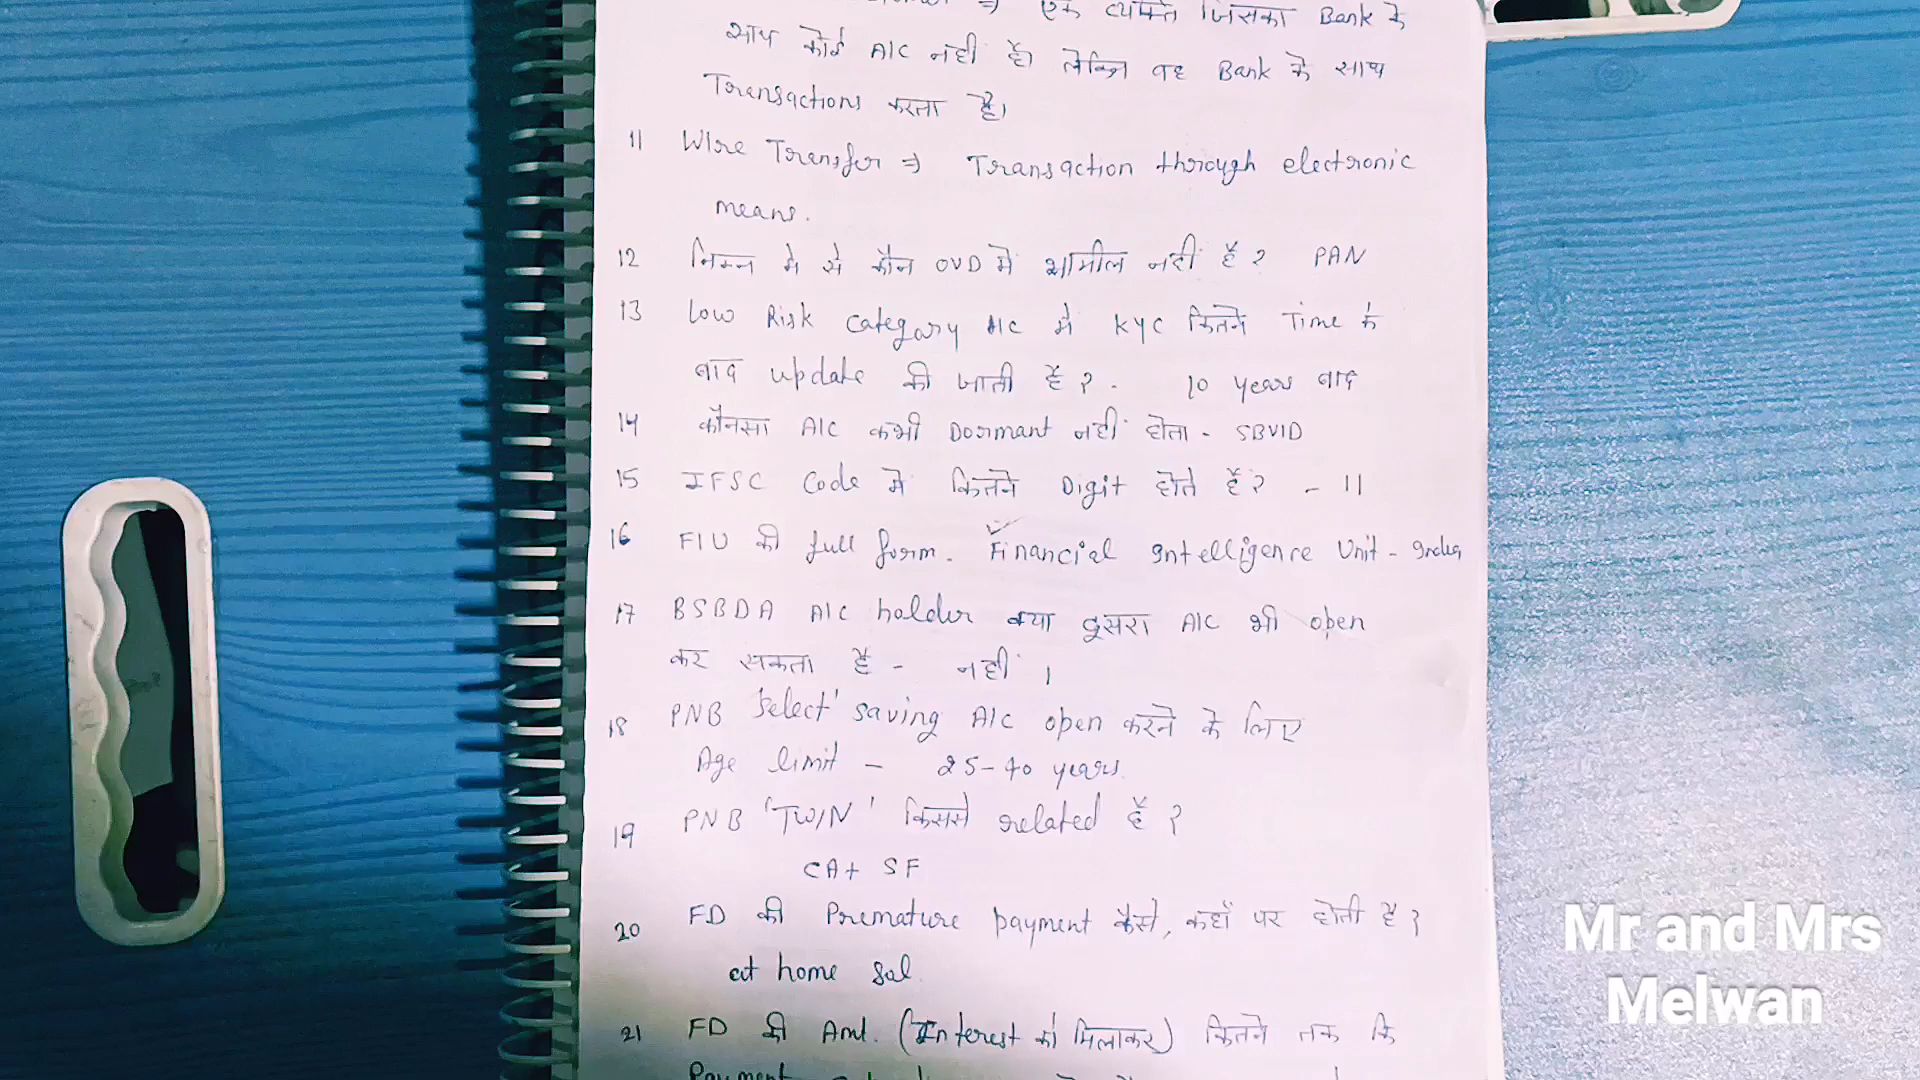 ⇒ एक व्यक्ति जिसका Bank के
साथ कोई A/C नही है। लेकिन वह Bank के साथ
Transactions करता है।
11 Wire Transfer ⇒ Transaction through electronic
means.
12 निम्न मे से कौन OVD मे शामील नहीं है ? PAN
13 Low Risk Category A/C मे KYC कितने Time के
बाद update की जाती है ? - 10 years बाद
14 कौनसा A/C कभी Dormant नहीं होता - SBVID
15 IFSC Code मे कितने Digit होते है ? - 11
16 FIU की full form - Financial Intelligence Unit - India
17 BSBDA A/C holder क्या दूसरा A/C भी open
कर सकता है - नहीं ।
18 PNB 'Select' saving A/C open करने के लिए
Age limit - 25-40 years.
19 PNB 'TWIN' किससे related है ?
CA+ SF
20 FD की Premature payment कैसे, कहाँ पर होती है ?
at home sol.
21 FD की Amt. (Interest को मिलाकर) कितने तक कि
Payment
Mr and Mrs
Melwan